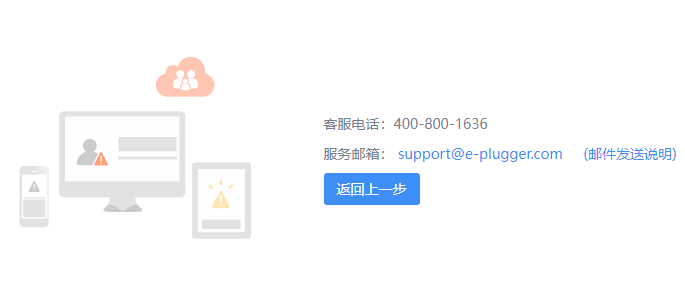 客服电话：400-800-1636
服务邮箱： support@e-plugger.com (邮件发送说明)
返回上一步